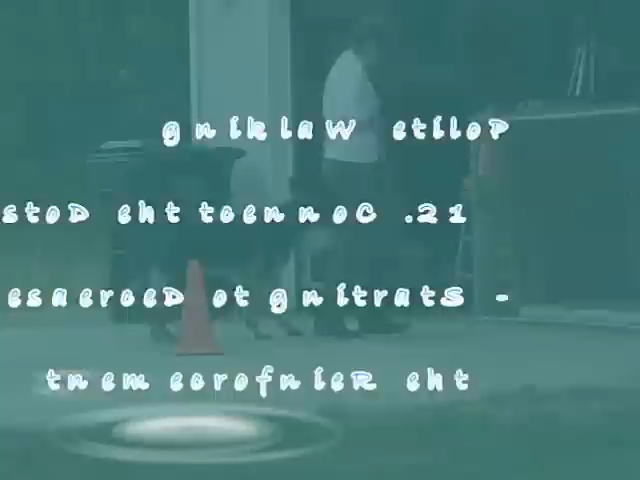 Polite Walking
12. Connect the Dots
- Starting to Decrease
the Reinforcement